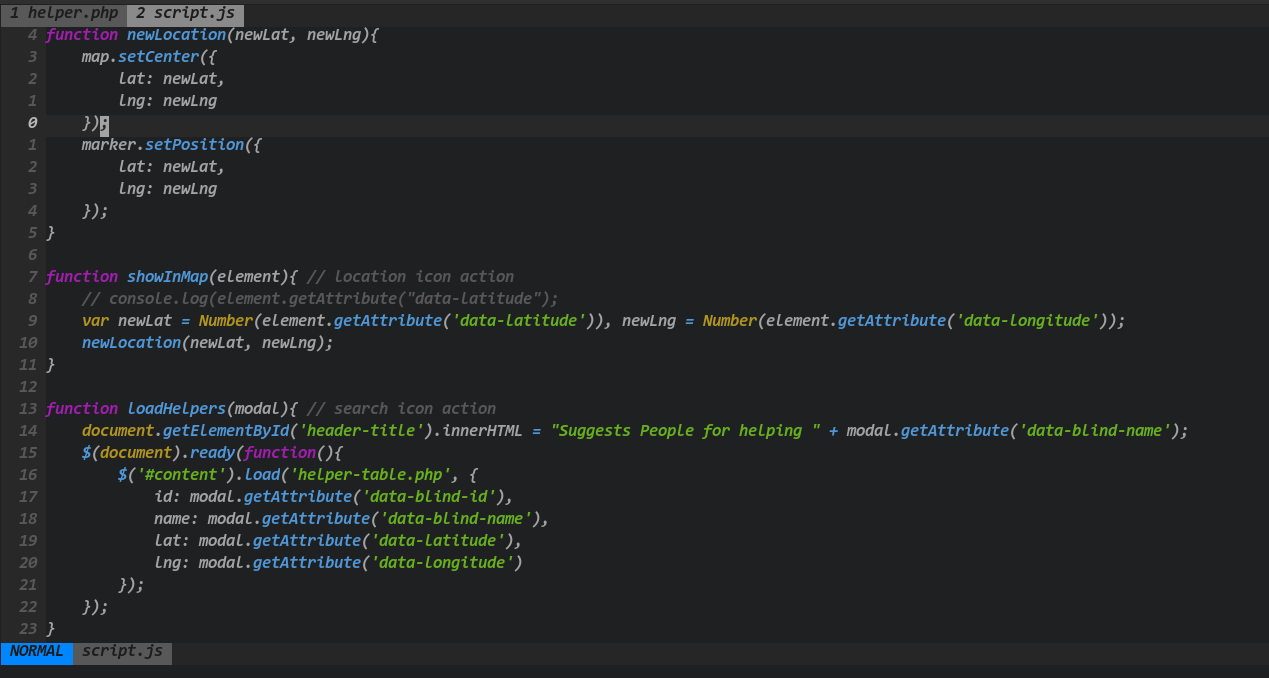 1 helper.php 2 script.js
4 function newLocation(newLat, newLng){
3     map.setCenter({
2         lat: newLat,
1         lng: newLng
0     });
1     marker.setPosition({
2         lat: newLat,
3         lng: newLng
4     });
5 }
6
7 function showInMap(element){ // location icon action
8     // console.log(element.getAttribute("data-latitude");
9     var newLat = Number(element.getAttribute('data-latitude')), newLng = Number(element.getAttribute('data-longitude'));
10     newLocation(newLat, newLng);
11 }
12
13 function loadHelpers(modal){ // search icon action
14     document.getElementById('header-title').innerHTML = "Suggests People for helping " + modal.getAttribute('data-blind-name');
15     $(document).ready(function(){
16         $('#content').load('helper-table.php', {
17             id: modal.getAttribute('data-blind-id'),
18             name: modal.getAttribute('data-blind-name'),
19             lat: modal.getAttribute('data-latitude'),
20             lng: modal.getAttribute('data-longitude')
21         });
22     });
23 }
NORMAL script.js